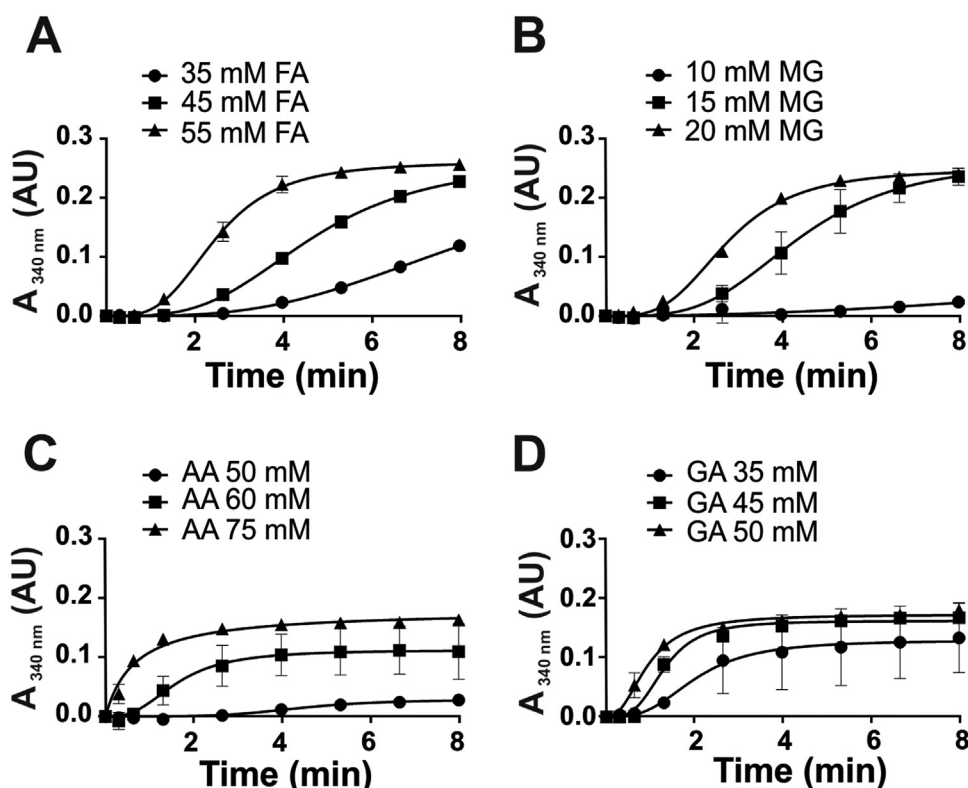 A
35 mM FA
45 mM FA
55 mM FA
0.3
0.2
0.1
0.0
A 340 nm (AU)
2 4 6 8
Time (min)
B
10 mM MG
15 mM MG
20 mM MG
0.3
0.2
0.1
0.0
A 340 nm (AU)
2 4 6 8
Time (min)
C
AA 50 mM
AA 60 mM
AA 75 mM
0.3
0.2
0.1
0.0
A 340 nm (AU)
2 4 6 8
Time (min)
D
GA 35 mM
GA 45 mM
GA 50 mM
0.3
0.2
0.1
0.0
A 340 nm (AU)
2 4 6 8
Time (min)